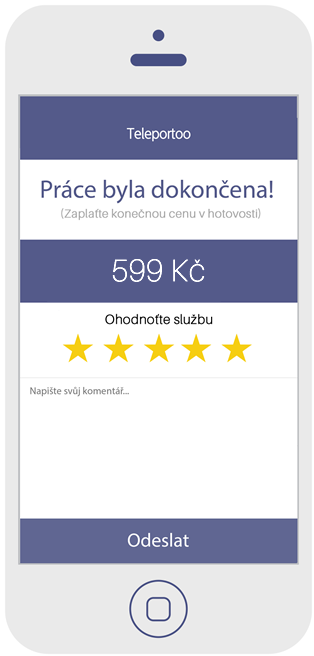 Teleportoo
Práce byla dokončena!
(Zaplaťte konečnou cenu v hotovosti)
599 Kč
Ohodnoťte službu
Napište svůj komentář...
Odeslat